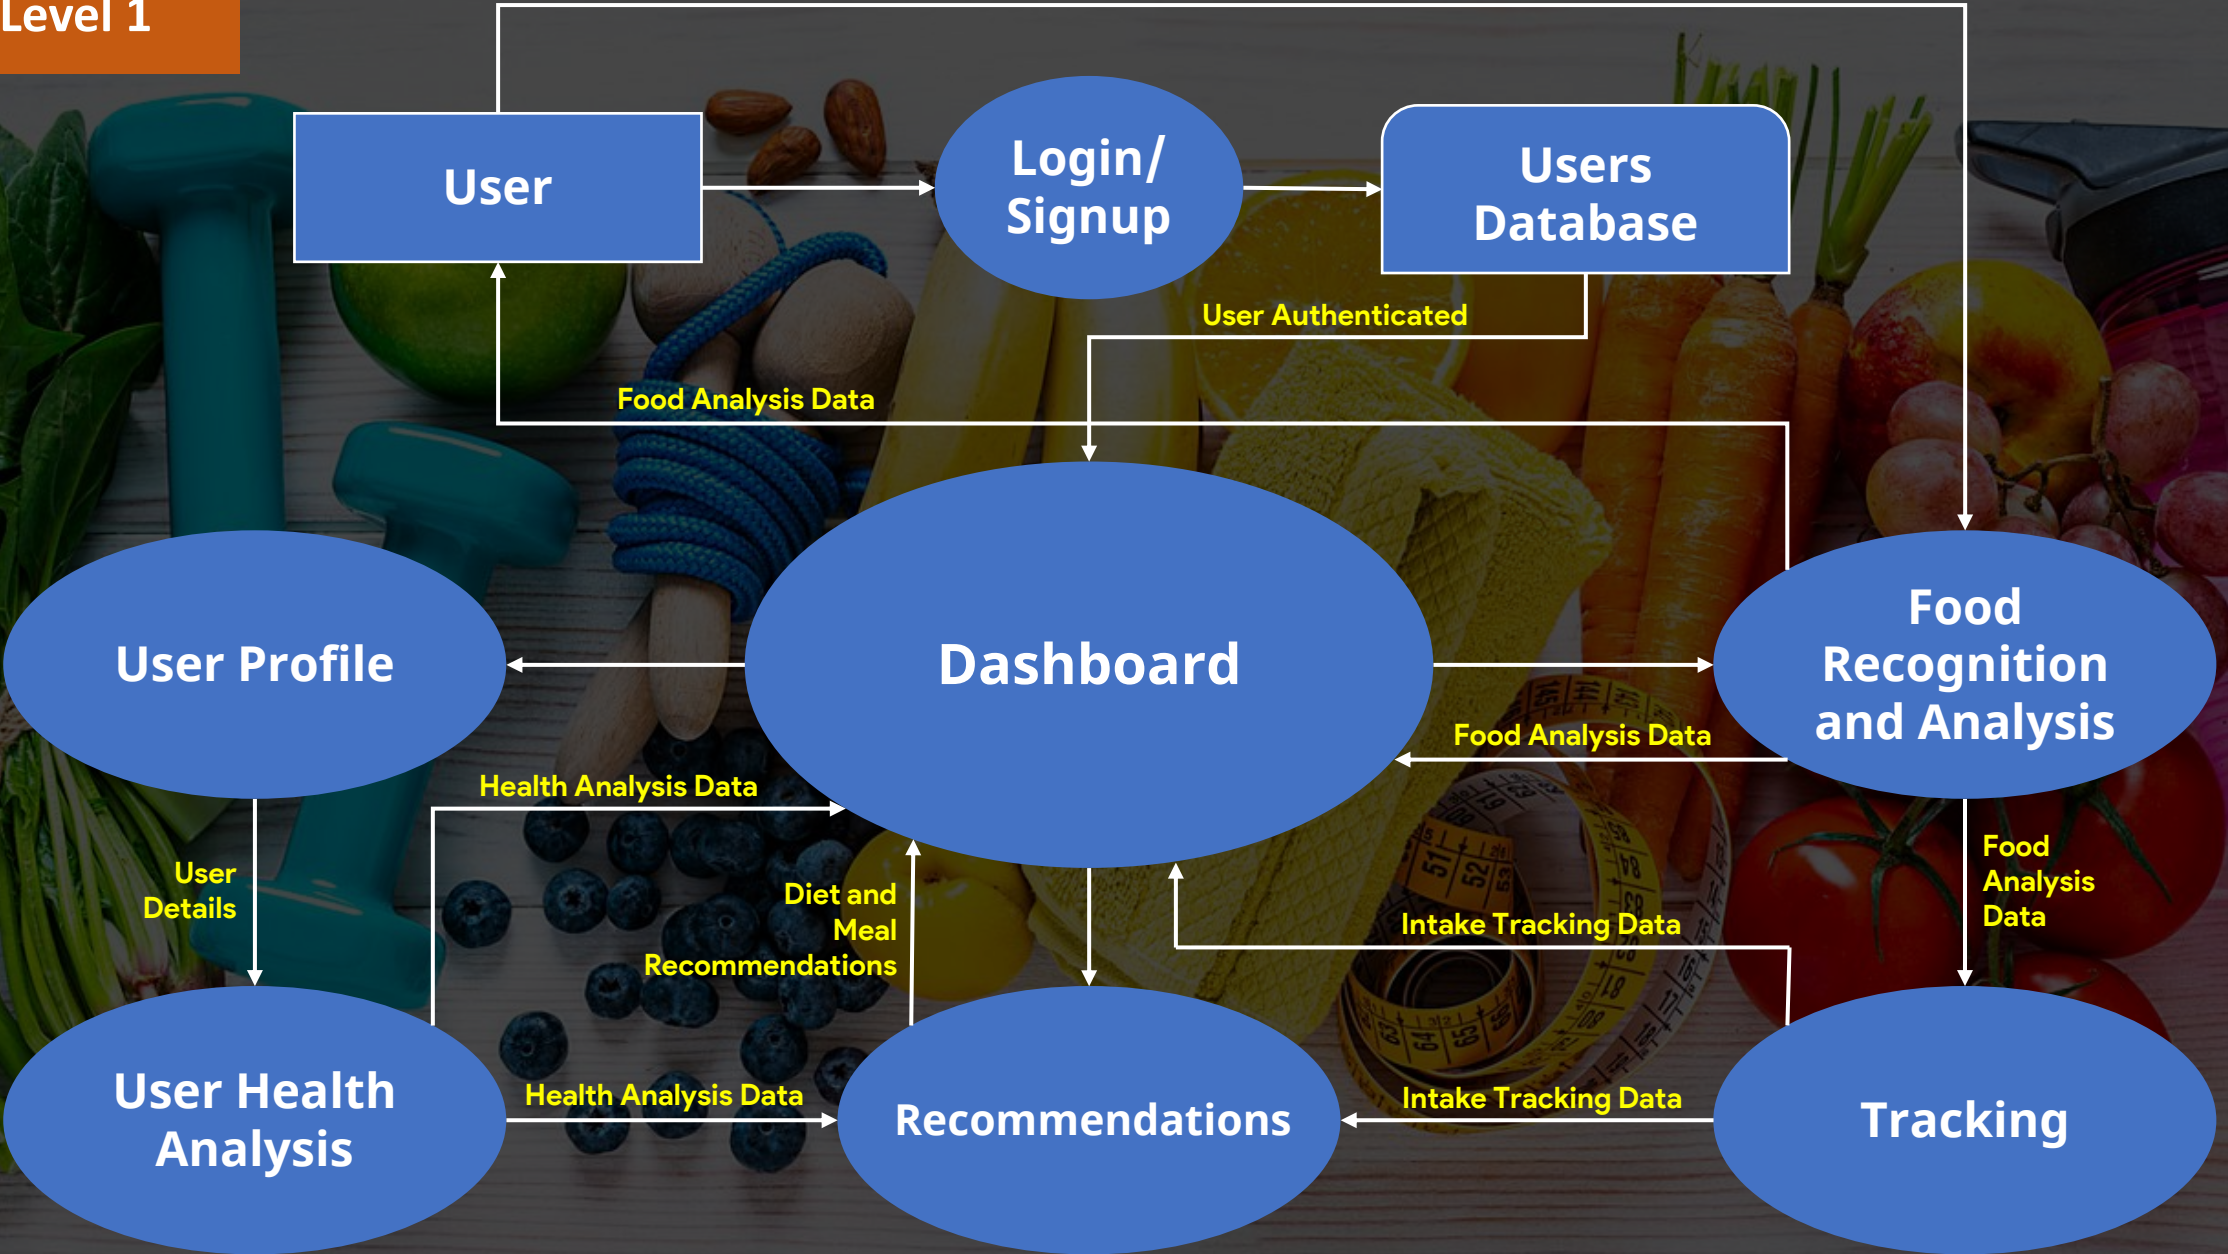 Level 1
User
Login/
Signup
Users
Database
User Authenticated
Food Analysis Data
User Profile
Dashboard
Food
Recognition
and Analysis
Food Analysis Data
Health Analysis Data
User
Details
Diet and
Meal
Recommendations
Intake Tracking Data
Food
Analysis
Data
User Health
Analysis
Health Analysis Data
Recommendations
Intake Tracking Data
Tracking